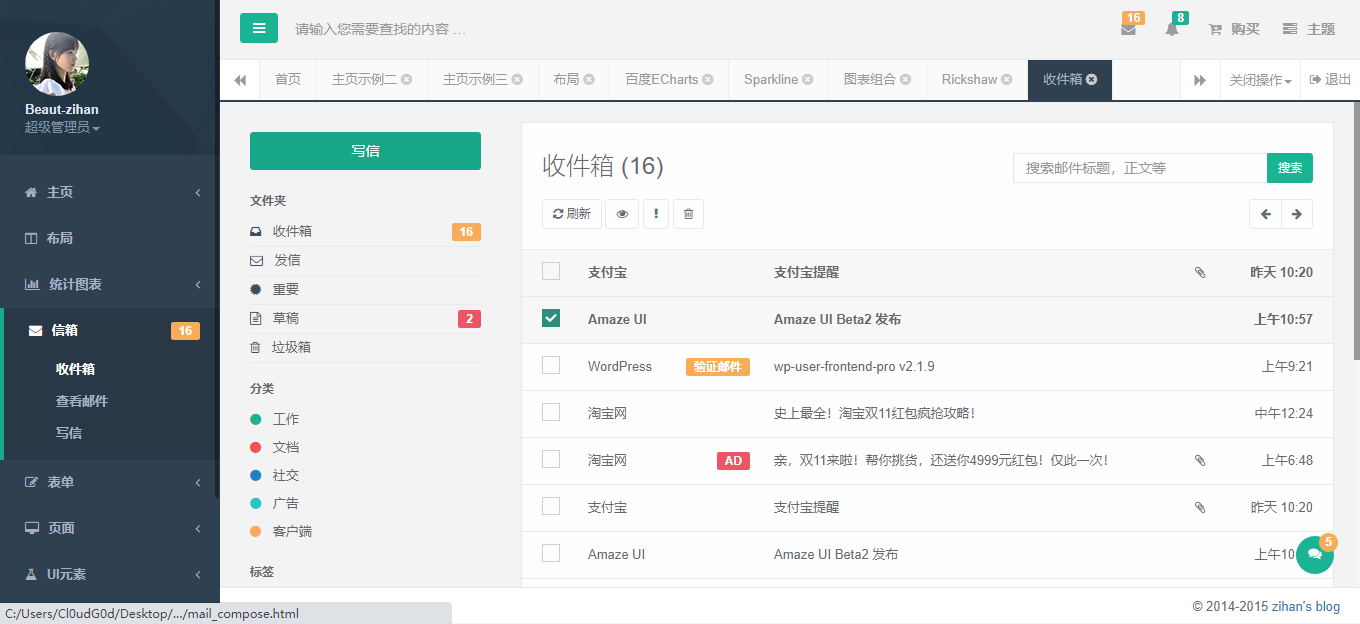 Beaut-zihan
超级管理员
主页
布局
统计图表
信箱 16
收件箱
查看邮件
写信
表单
页面
UI元素
C:/Users/Cl0udG0d/Desktop/.../mail_compose.html
请输入您需要查找的内容 … 16 8 购买 主题
首页 主页示例二 主页示例三 布局 百度ECharts Sparkline 图表组合 Rickshaw 收件箱 关闭操作 退出
写信
文件夹
收件箱 16
发信
重要
草稿 2
垃圾箱
分类
工作
文档
社交
广告
客户端
标签
收件箱 (16) 搜索邮件标题，正文等 搜索
刷新
支付宝 支付宝提醒 昨天 10:20
Amaze UI Amaze UI Beta2 发布 上午10:57
WordPress 验证邮件 wp-user-frontend-pro v2.1.9 上午9:21
淘宝网 史上最全！淘宝双11红包疯抢攻略！ 中午12:24
淘宝网 AD 亲，双11来啦！帮你挑货，还送你4999元红包！仅此一次！ 上午6:48
支付宝 支付宝提醒 昨天 10:20
Amaze UI Amaze UI Beta2 发布 上午10
5
© 2014-2015 zihan's blog